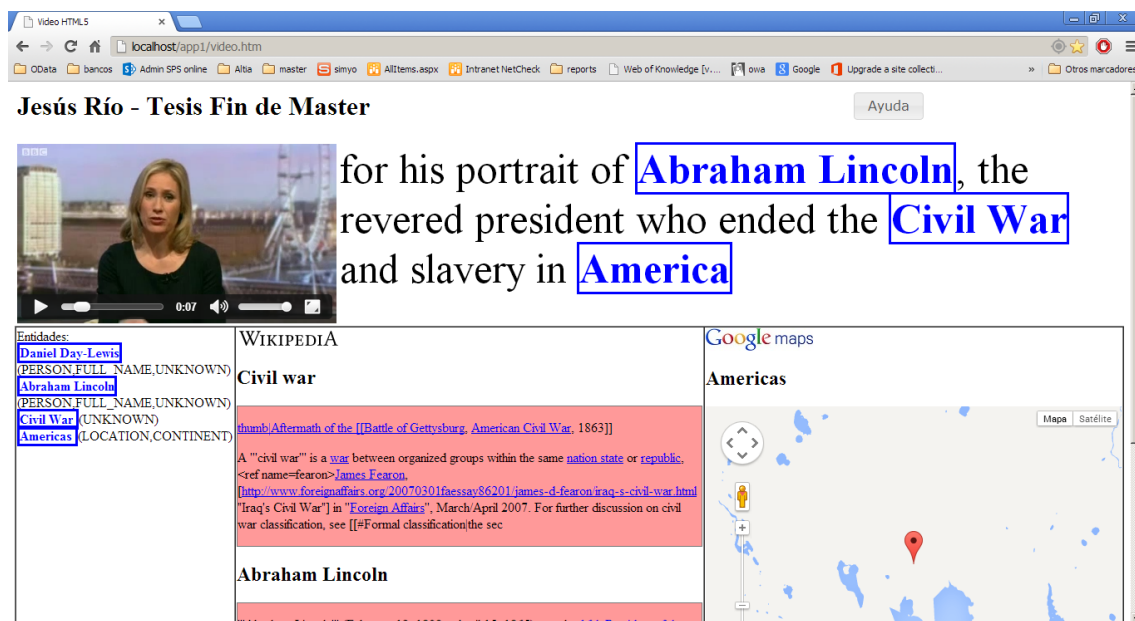 Video HTML5
localhost/app1/video.htm
OData bancos Admin SPS online Altia master simyo AllItems.aspx Intranet NetCheck reports Web of Knowledge [v.... owa Google Upgrade a site collecti... » Otros marcadores
Jesús Río - Tesis Fin de Master
Ayuda
BBC
for his portrait of Abraham Lincoln, the
revered president who ended the Civil War
and slavery in America
0:07
Entidades:
Daniel Day-Lewis
(PERSON,FULL_NAME,UNKNOWN)
Abraham Lincoln
(PERSON,FULL_NAME,UNKNOWN)
Civil War (UNKNOWN)
Americas (LOCATION,CONTINENT)
WIKIPEDIA
Civil war
thumb|Aftermath of the [[Battle of Gettysburg, American Civil War, 1863]]
A '''civil war''' is a war between organized groups within the same nation state or republic,
<ref name=fearon>James Fearon,
[http://www.foreignaffairs.org/20070301faessay86201/james-d-fearon/iraq-s-civil-war.html
"Iraq's Civil War"] in "Foreign Affairs", March/April 2007. For further discussion on civil
war classification, see [[#Formal classification|the sec
Abraham Lincoln
Google maps
Americas
Mapa Satélite